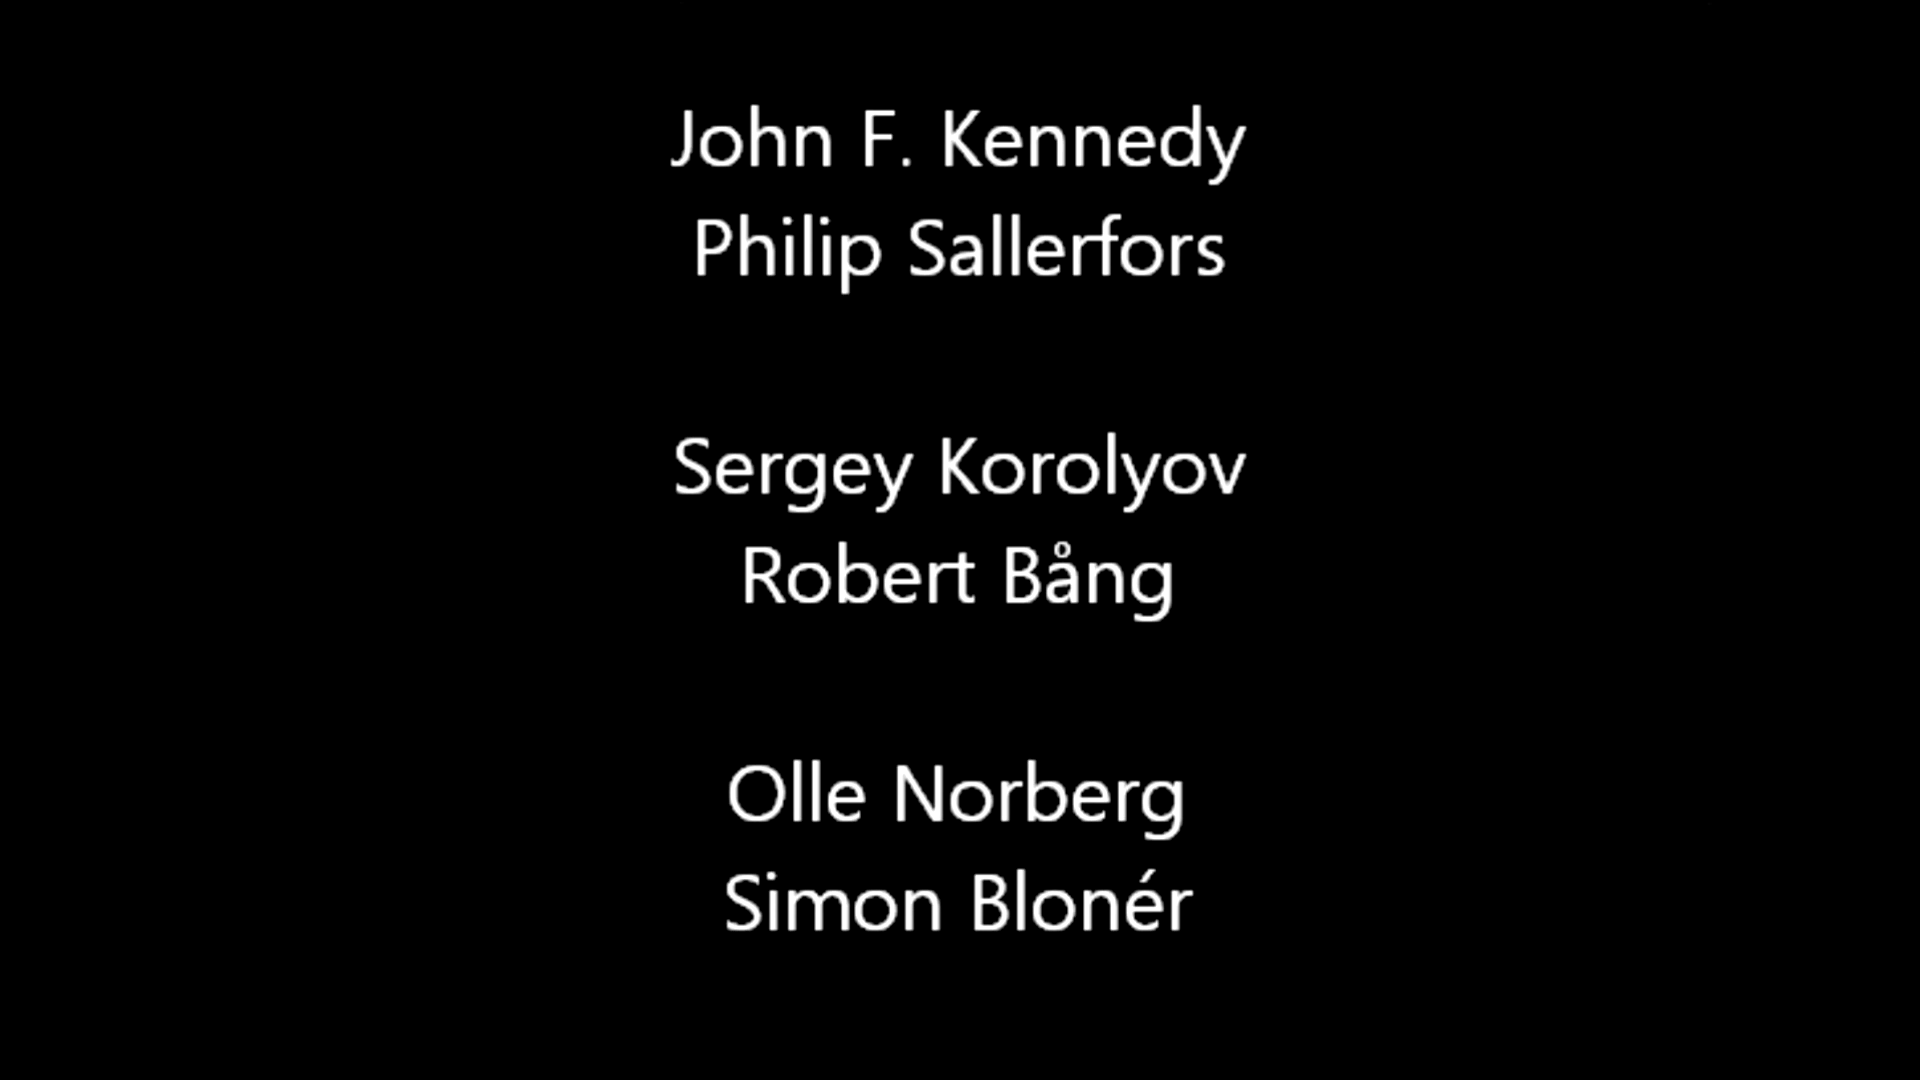 John F. Kennedy
Philip Sallerfors
Sergey Korolyov
Robert Bång
Olle Norberg
Simon Blonér